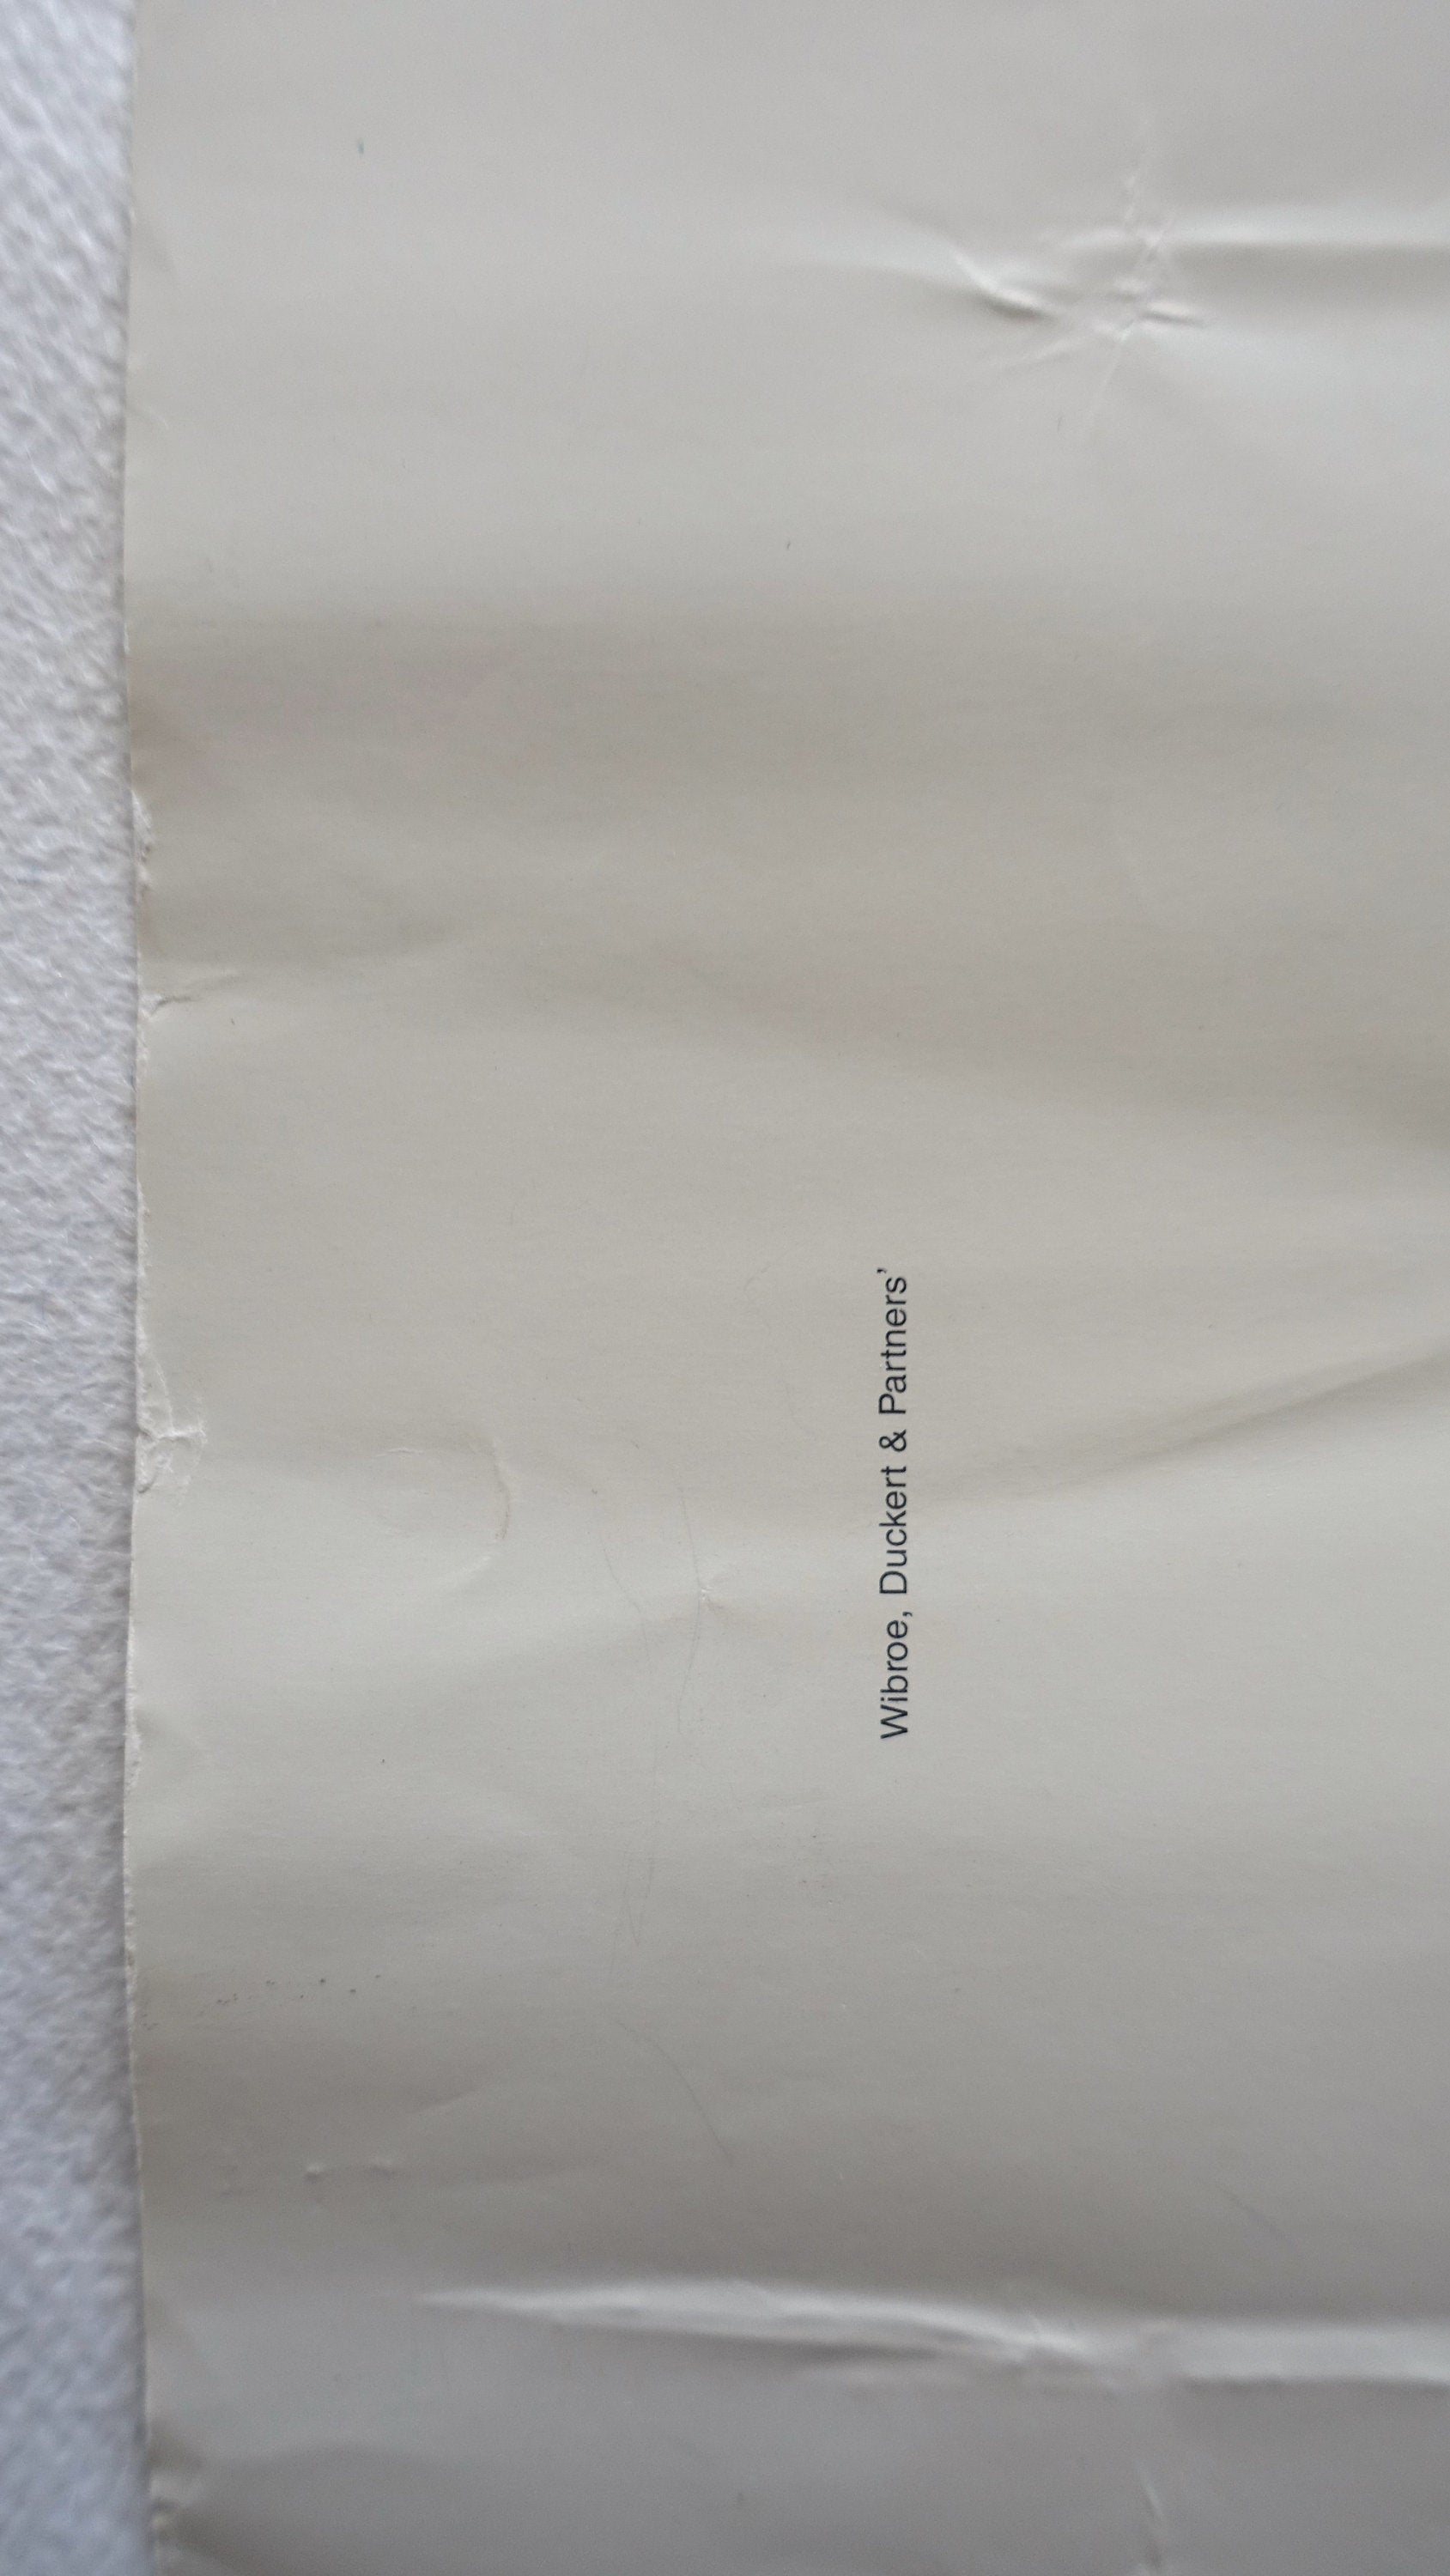 Wibroe, Duckert & Partners’